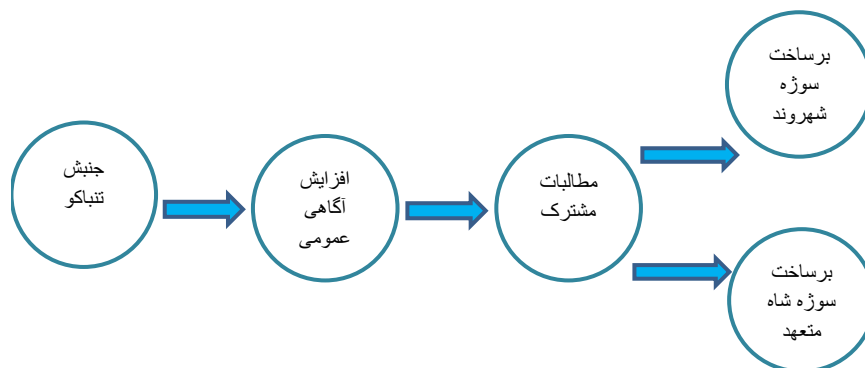 جنبش
تنباکو
افزایش
آگاهی
عمومی
مطالبات
مشترک
برساخت
سوژه
شهروند
برساخت
سوژه شاه
متعهد